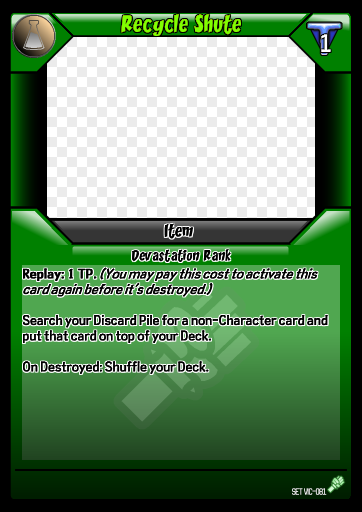 Recycle Shute
1
Item
Devastation Rank
Replay: 1 TP. (You may pay this cost to activate this
card again before it's destroyed.)
Search your Discard Pile for a non-Character card and
put that card on top of your Deck.
On Destroyed: Shuffle your Deck.
SET VIC-081